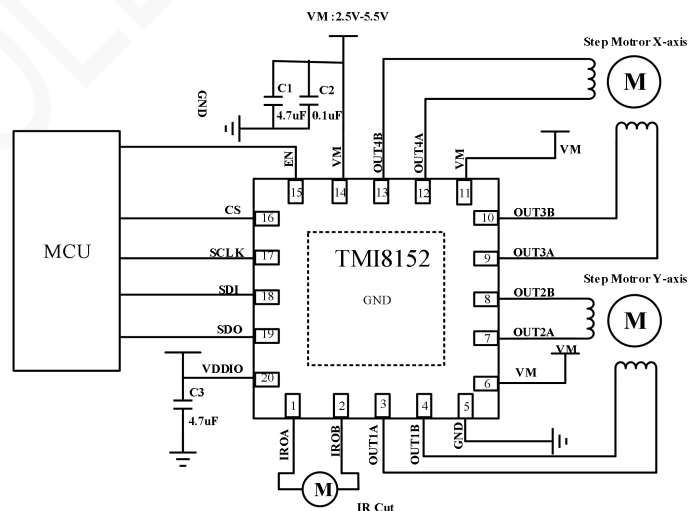 VM :2.5V-5.5V
Step Motror X-axis
M
C1
C2
4.7uF
0.1uF
GND
EN
VM
OUT4B
OUT4A
VM
VM
15
14
13
12
11
MCU
CS
16
SCLK
17
SDI
18
SDO
19
VDDIO
20
C3
4.7uF
TMI8152
GND
10
OUT3B
9
OUT3A
Step Motror Y-axis
8
OUT2B
M
7
OUT2A
VM
6
VM
1
2
3
4
5
IROA
IROB
OUT1A
OUT1B
GND
M
IR Cut